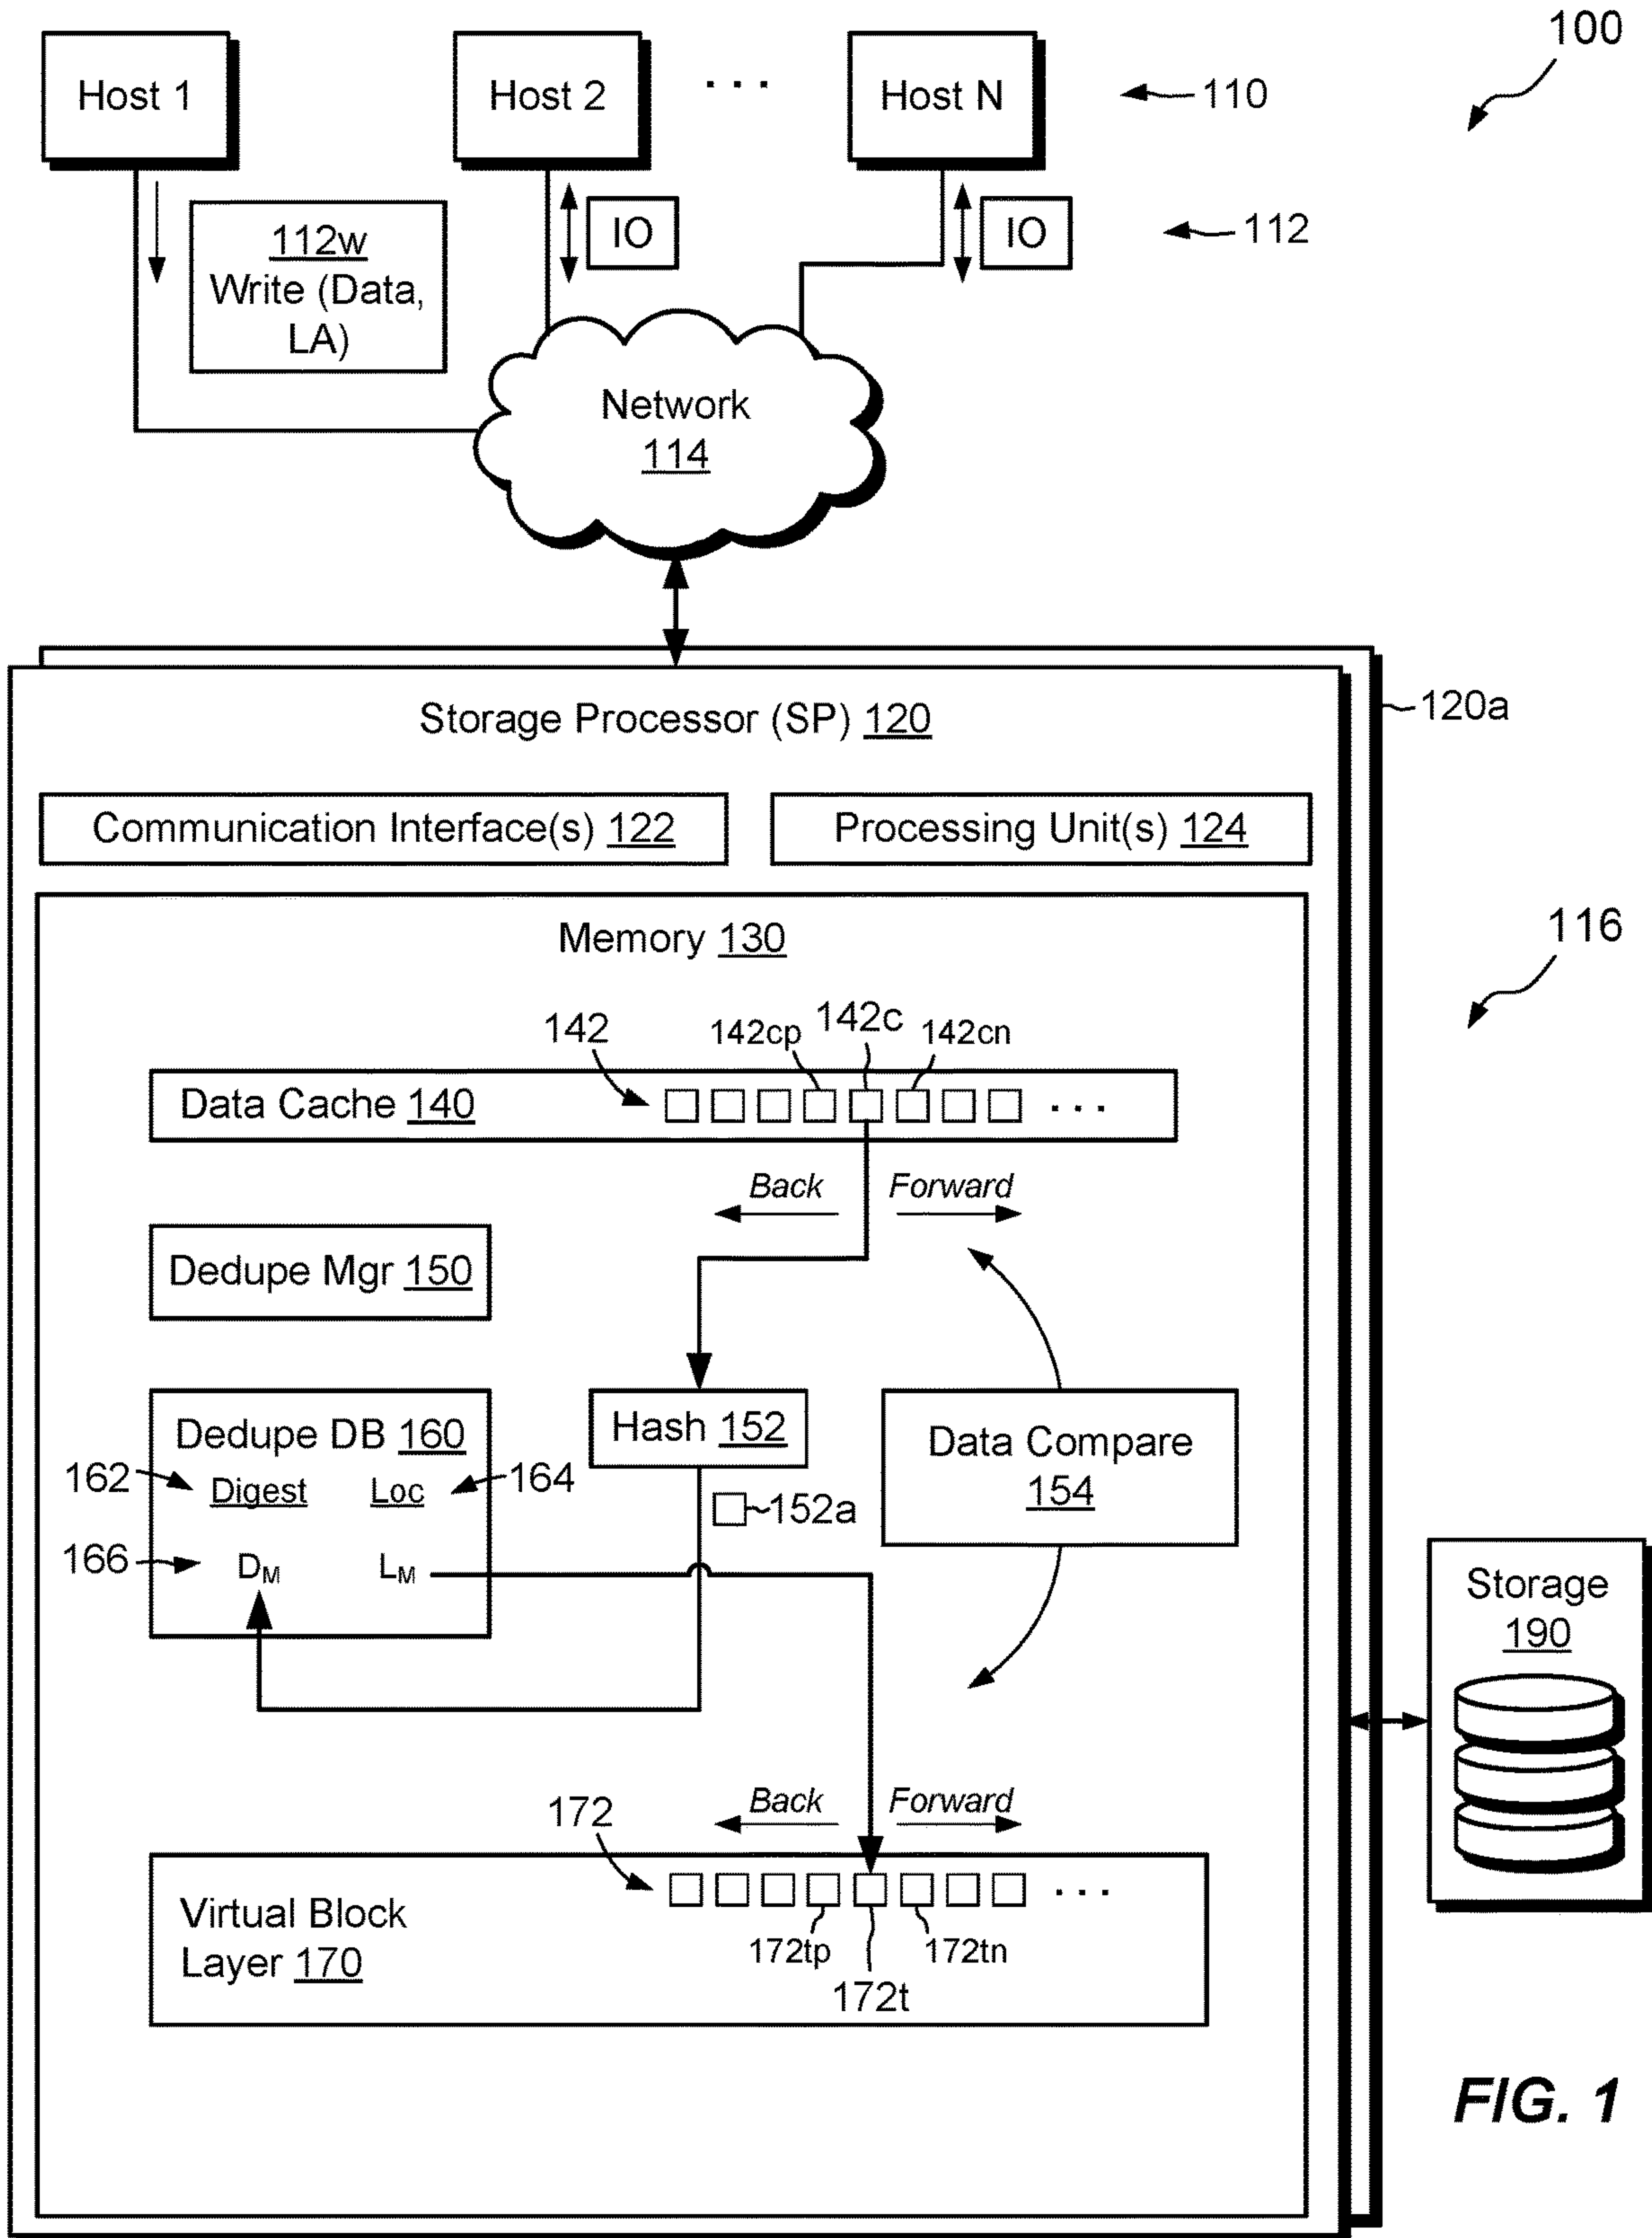 100
Host 1
Host 2
. . .
Host N
110
112w
Write (Data,
LA)
IO
IO
112
Network
114
Storage Processor (SP) 120
120a
Communication Interface(s) 122
Processing Unit(s) 124
Memory 130
116
142
142cp
142c
142cn
Data Cache 140
. . .
Back
Forward
Dedupe Mgr 150
Dedupe DB 160
162
Digest
Loc
164
166
DM
LM
Hash 152
152a
Data Compare
154
Storage
190
Back
Forward
172
Virtual Block
Layer 170
. . .
172tp
172t
172tn
FIG. 1